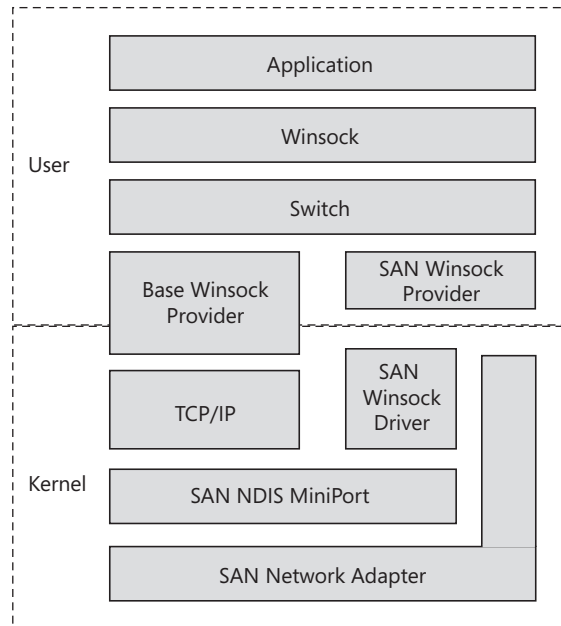 Application
Winsock
User
Switch
Base Winsock
Provider
SAN Winsock
Provider
TCP/IP
SAN
Winsock
Driver
Kernel
SAN NDIS MiniPort
SAN Network Adapter